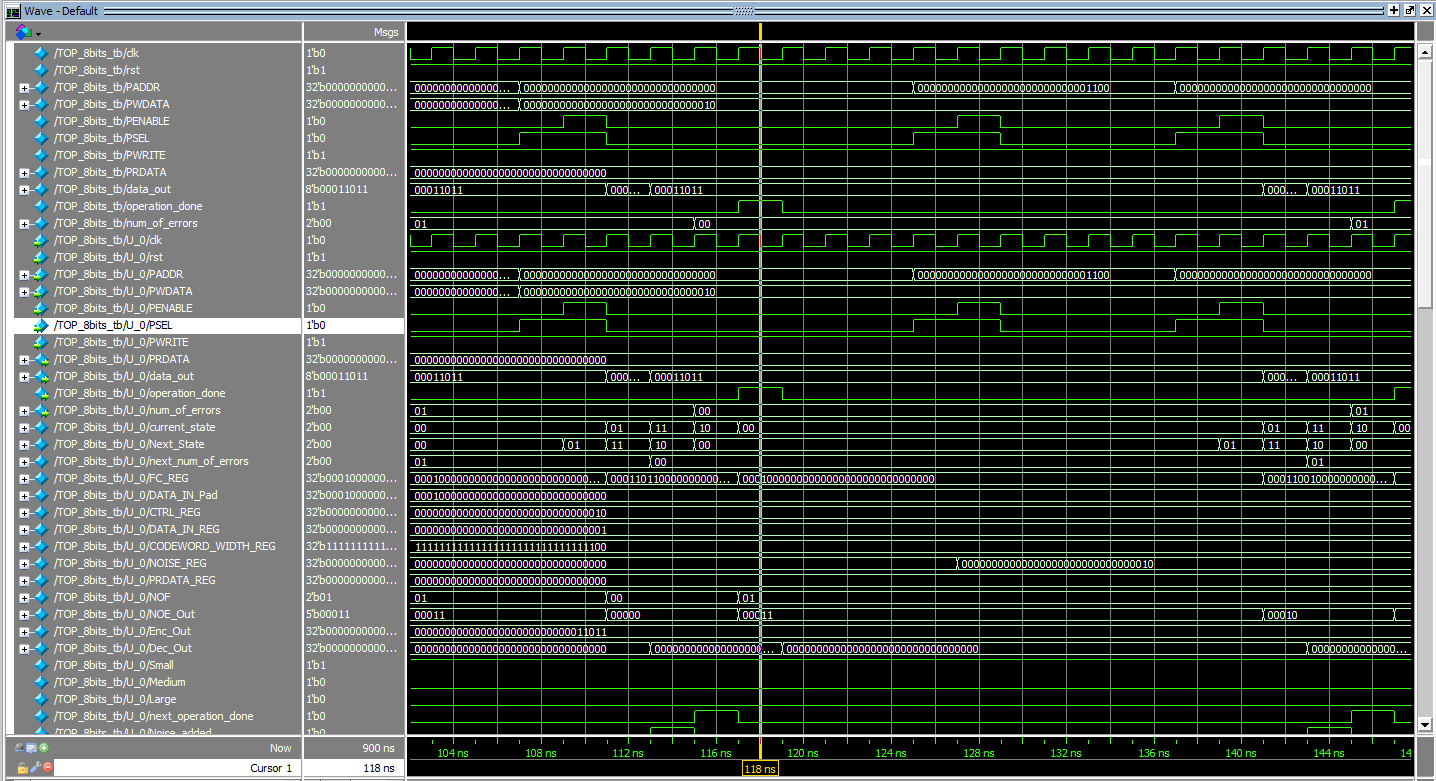 Wave - Default
Msgs
/TOP_8bits_tb/clk 1'b0
/TOP_8bits_tb/rst 1'b1
/TOP_8bits_tb/PADDR 32'b0000000000... 00000000000000... 00000000000000000000000000000000 00000000000000000000000000001100 00000000000000000000000000000000
/TOP_8bits_tb/PWDATA 32'b0000000000... 00000000000000... 00000000000000000000000000000010
/TOP_8bits_tb/PENABLE 1'b0
/TOP_8bits_tb/PSEL 1'b0
/TOP_8bits_tb/PWRITE 1'b1
/TOP_8bits_tb/PRDATA 32'b0000000000... 00000000000000000000000000000000
/TOP_8bits_tb/data_out 8'b00011011 00011011 000... 00011011 000... 00011011
/TOP_8bits_tb/operation_done 1'b1
/TOP_8bits_tb/num_of_errors 2'b00 01 00 01
/TOP_8bits_tb/U_0/clk 1'b0
/TOP_8bits_tb/U_0/rst 1'b1
/TOP_8bits_tb/U_0/PADDR 32'b0000000000... 00000000000000... 00000000000000000000000000000000 00000000000000000000000000001100 00000000000000000000000000000000
/TOP_8bits_tb/U_0/PWDATA 32'b0000000000... 00000000000000... 00000000000000000000000000000010
/TOP_8bits_tb/U_0/PENABLE 1'b0
/TOP_8bits_tb/U_0/PSEL 1'b0
/TOP_8bits_tb/U_0/PWRITE 1'b1
/TOP_8bits_tb/U_0/PRDATA 32'b0000000000... 00000000000000000000000000000000
/TOP_8bits_tb/U_0/data_out 8'b00011011 00011011 000... 00011011 000... 00011011
/TOP_8bits_tb/U_0/operation_done 1'b1
/TOP_8bits_tb/U_0/num_of_errors 2'b00 01 00 01
/TOP_8bits_tb/U_0/current_state 2'b00 00 01 11 10 00 01 11 10 00
/TOP_8bits_tb/U_0/Next_State 2'b00 00 01 11 10 00 01 11 10 00
/TOP_8bits_tb/U_0/next_num_of_errors 2'b00 01 00 01
/TOP_8bits_tb/U_0/FC_REG 32'b0001000000... 0001000000000000000000000000... 000110110000000000... 00010000000000000000000000000000 000110010000000000...
/TOP_8bits_tb/U_0/DATA_IN_Pad 32'b0001000000... 00010000000000000000000000000000
/TOP_8bits_tb/U_0/CTRL_REG 32'b0000000000... 00000000000000000000000000000010
/TOP_8bits_tb/U_0/DATA_IN_REG 32'b0000000000... 00000000000000000000000000000001
/TOP_8bits_tb/U_0/CODEWORD_WIDTH_REG 32'b1111111111... 11111111111111111111111111111100
/TOP_8bits_tb/U_0/NOISE_REG 32'b0000000000... 00000000000000000000000000000000 00000000000000000000000000000010
/TOP_8bits_tb/U_0/PRDATA_REG 32'b0000000000... 00000000000000000000000000000000
/TOP_8bits_tb/U_0/NOF 2'b01 01 00 01
/TOP_8bits_tb/U_0/NOE_Out 5'b00011 00011 00000 00011 00010
/TOP_8bits_tb/U_0/Enc_Out 32'b0000000000... 00000000000000000000000000011011
/TOP_8bits_tb/U_0/Dec_Out 32'b0000000000... 00000000000000000000000000000000 0000000000000000000... 00000000000000000000000000000000 0000000000000...
/TOP_8bits_tb/U_0/Small 1'b1
/TOP_8bits_tb/U_0/Medium 1'b0
/TOP_8bits_tb/U_0/Large 1'b0
/TOP_8bits_tb/U_0/next_operation_done 1'b0
/TOP_8bits_tb/U_0/Noise_added 1'b0
Now 900 ns 104 ns 108 ns 112 ns 116 ns 120 ns 124 ns 128 ns 132 ns 136 ns 140 ns 144 ns 14
Cursor 1 118 ns 118 ns